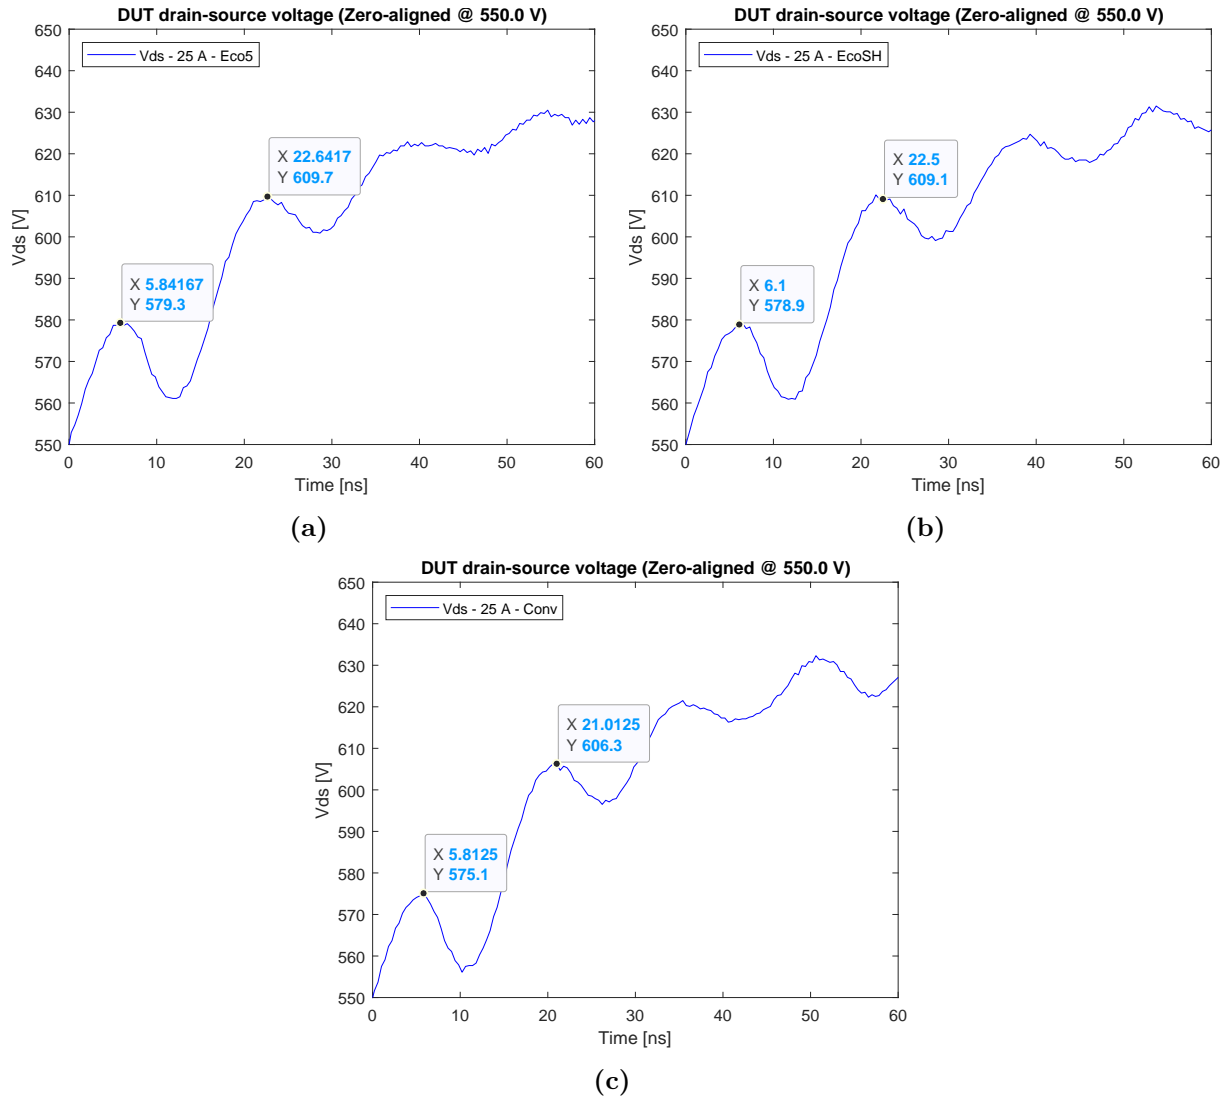 DUT drain-source voltage (Zero-aligned @ 550.0 V)
Vds - 25 A - Eco5
650
640
630
620
610
600
590
580
570
560
550
Vds [V]
X 22.6417
Y 609.7
X 5.84167
Y 579.3
0 10 20 30 40 50 60
Time [ns]
(a)
DUT drain-source voltage (Zero-aligned @ 550.0 V)
Vds - 25 A - EcoSH
650
640
630
620
610
600
590
580
570
560
550
Vds [V]
X 22.5
Y 609.1
X 6.1
Y 578.9
0 10 20 30 40 50 60
Time [ns]
(b)
DUT drain-source voltage (Zero-aligned @ 550.0 V)
Vds - 25 A - Conv
650
640
630
620
610
600
590
580
570
560
550
Vds [V]
X 21.0125
Y 606.3
X 5.8125
Y 575.1
0 10 20 30 40 50 60
Time [ns]
(c)